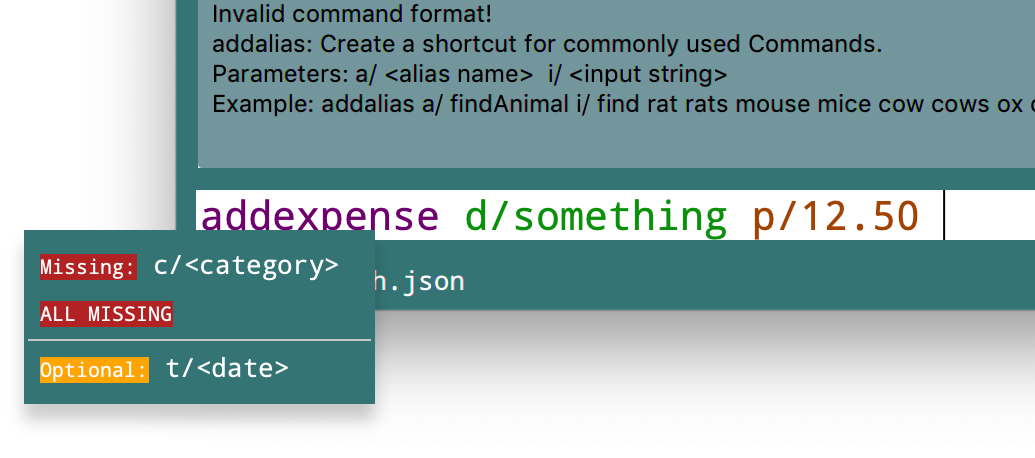 Invalid command format!
addalias: Create a shortcut for commonly used Commands.
Parameters: a/ <alias name>  i/ <input string>
Example: addalias a/ findAnimal i/ find rat rats mouse mice cow cows ox
addexpense d/something p/12.50
Missing: c/<category>
h.json
ALL MISSING
Optional: t/<date>